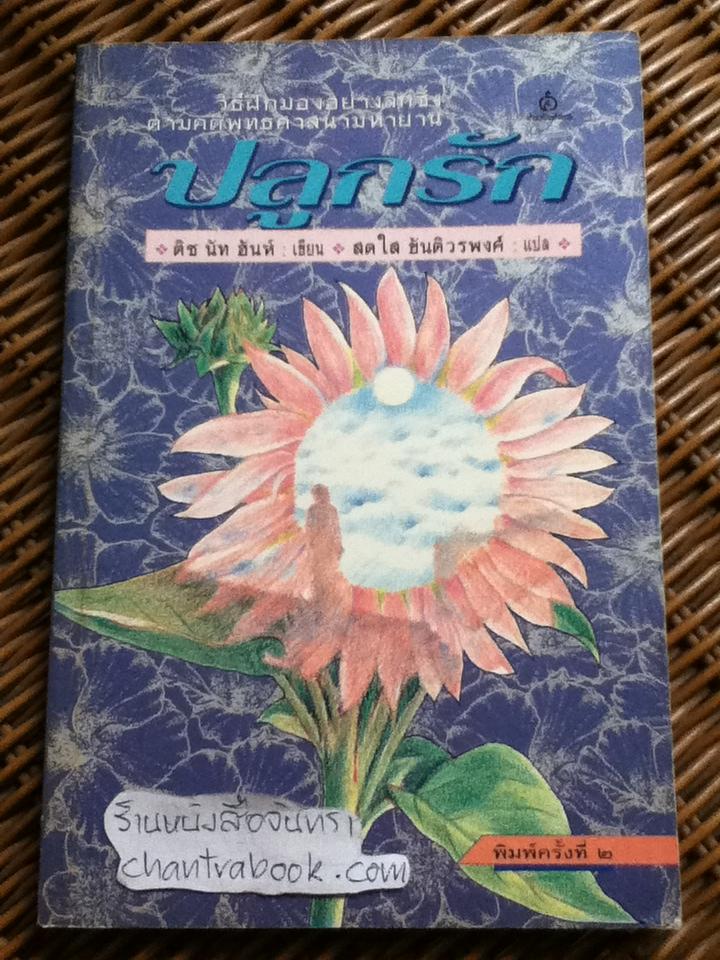 วิธีฝึกมองอย่างลึกซึ้ง
ตามคติพุทธศาสนามหายาน
ปลูกรัก
ติช นัท ฮันห์ : เขียน สดใส ขันติวรพงศ์ : แปล
ร้านหนังสือจันทรา
chantrabook.com
พิมพ์ครั้งที่ ๒